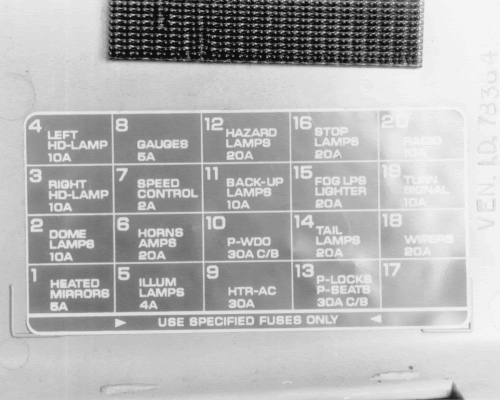 4 LEFT HD-LAMP 10A
8 GAUGES 5A
12 HAZARD LAMPS 20A
16 STOP LAMPS 20A
20 RADIO
3 RIGHT HD-LAMP 10A
7 SPEED CONTROL 2A
11 BACK-UP LAMPS 10A
15 FOG LPS LIGHTER 20A
19 TURN SIGNAL 10A
2 DOME LAMPS 10A
6 HORNS AMPS 20A
10 P-WDO 30A C/B
14 TAIL LAMPS 20A
18 WIPERS 20A
1 HEATED MIRRORS 5A
5 ILLUM LAMPS 4A
9 HTR-AC 30A
13 P-LOCKS P-SEATS 30A C/B
17
▶ USE SPECIFIED FUSES ONLY ◀
VEN. I.D.